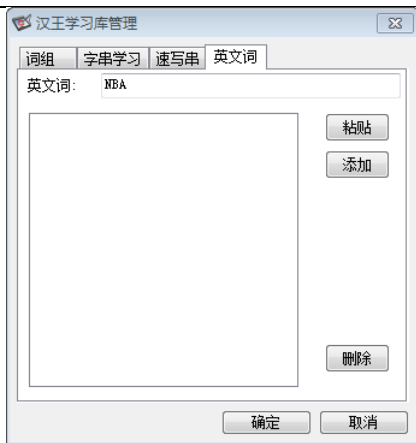 汉王学习库管理
词组 字串学习 速写串 英文词
英文词: NBA
粘贴
添加
删除
确定 取消